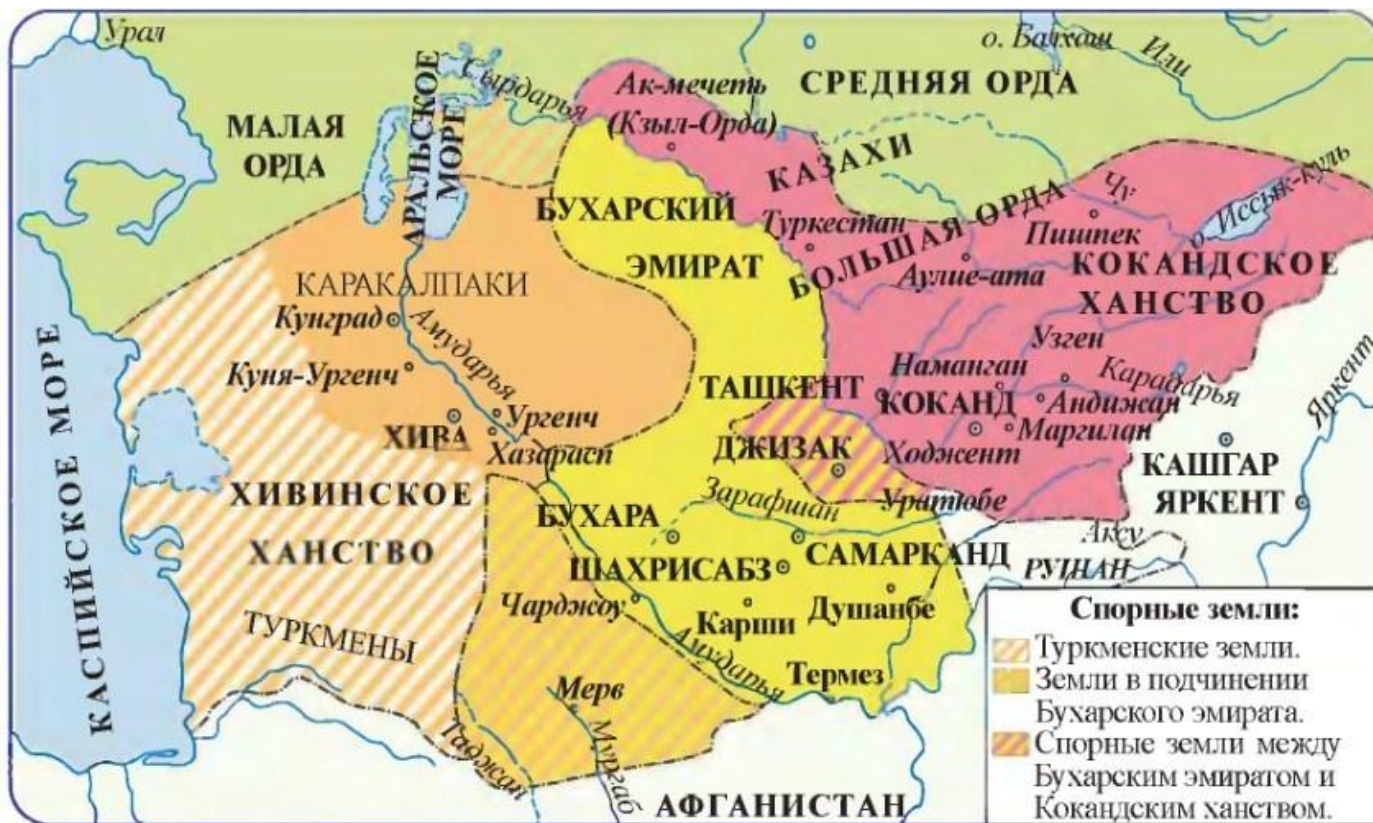 Урал
о. Балхаш
Или
Сырдарья
Ак-мечеть
(Кзыл-Орда)
СРЕДНЯЯ ОРДА
МАЛАЯ
ОРДА
АРАЛЬСКОЕ
МОРЕ
КАЗАХИ
БУХАРСКИЙ
ЭМИРАТ
Туркестан
БОЛЬШАЯ ОРДА
Чу
Пишпек
о. Иссык-куль
Аулие-ата
КОКАНДСКОЕ
ХАНСТВО
КАРАКАЛПАКИ
Кунград
Амударья
Куня-Ургенч
Узген
Наманган
Карадарья
Яркент
ТАШКЕНТ
КОКАНД
Андижан
Ургенч
ХИВА
Хазарасп
Маргилан
ДЖИЗАК
Ходжент
КАШГАР
ЯРКЕНТ
КАСПИЙСКОЕ МОРЕ
ХИВИНСКОЕ
ХАНСТВО
Зарафшан
Уратюбе
БУХАРА
Аксу
САМАРКАНД
ШАХРИСАБЗ
РУШАН
Чарджоу
Карши
Душанбе
ТУРКМЕНЫ
Амударья
Термез
Мерв
Таджан
Мургаб
АФГАНИСТАН
Спорные земли:
Туркменские земли.
Земли в подчинении
Бухарского эмирата.
Спорные земли между
Бухарским эмиратом и
Кокандским ханством.